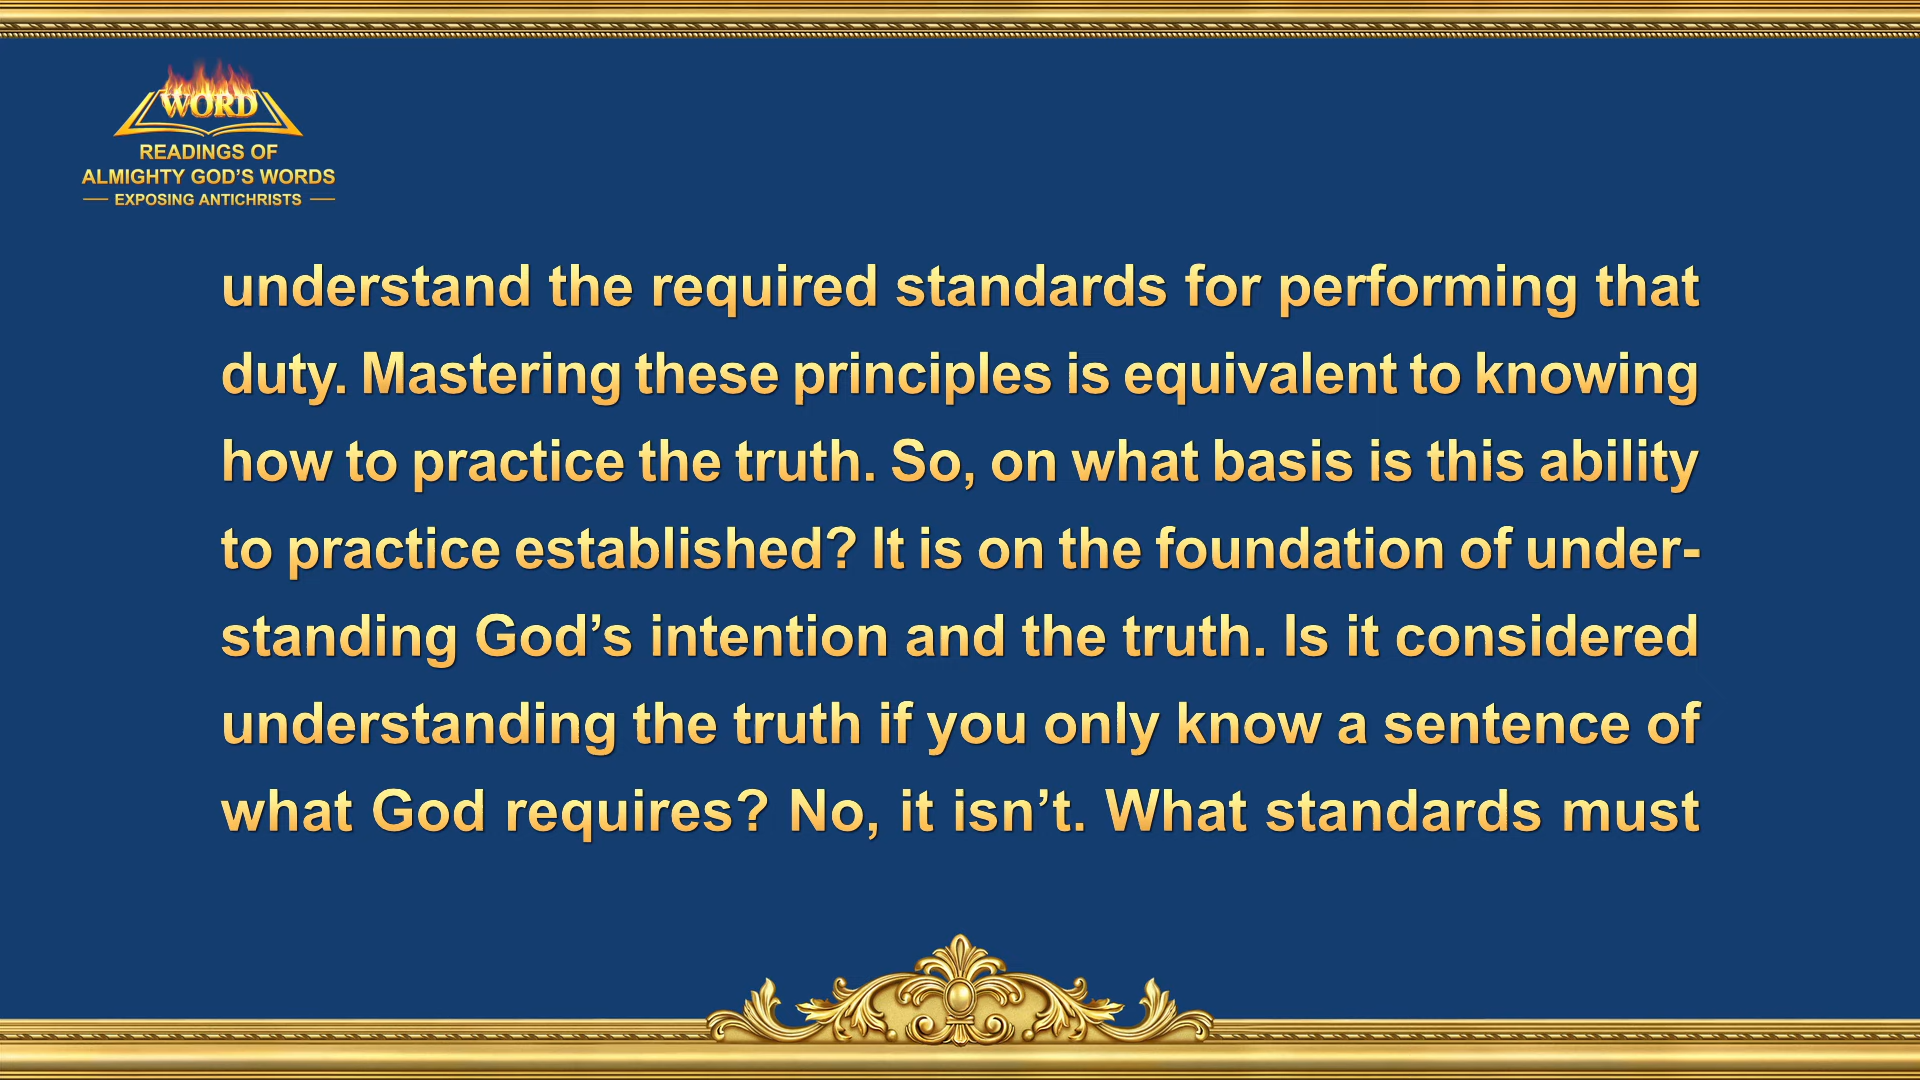 WORD
READINGS OF
ALMIGHTY GOD’S WORDS
EXPOSING ANTICHRISTS
understand the required standards for performing that
duty. Mastering these principles is equivalent to knowing
how to practice the truth. So, on what basis is this ability
to practice established? It is on the foundation of under-
standing God’s intention and the truth. Is it considered
understanding the truth if you only know a sentence of
what God requires? No, it isn’t. What standards must